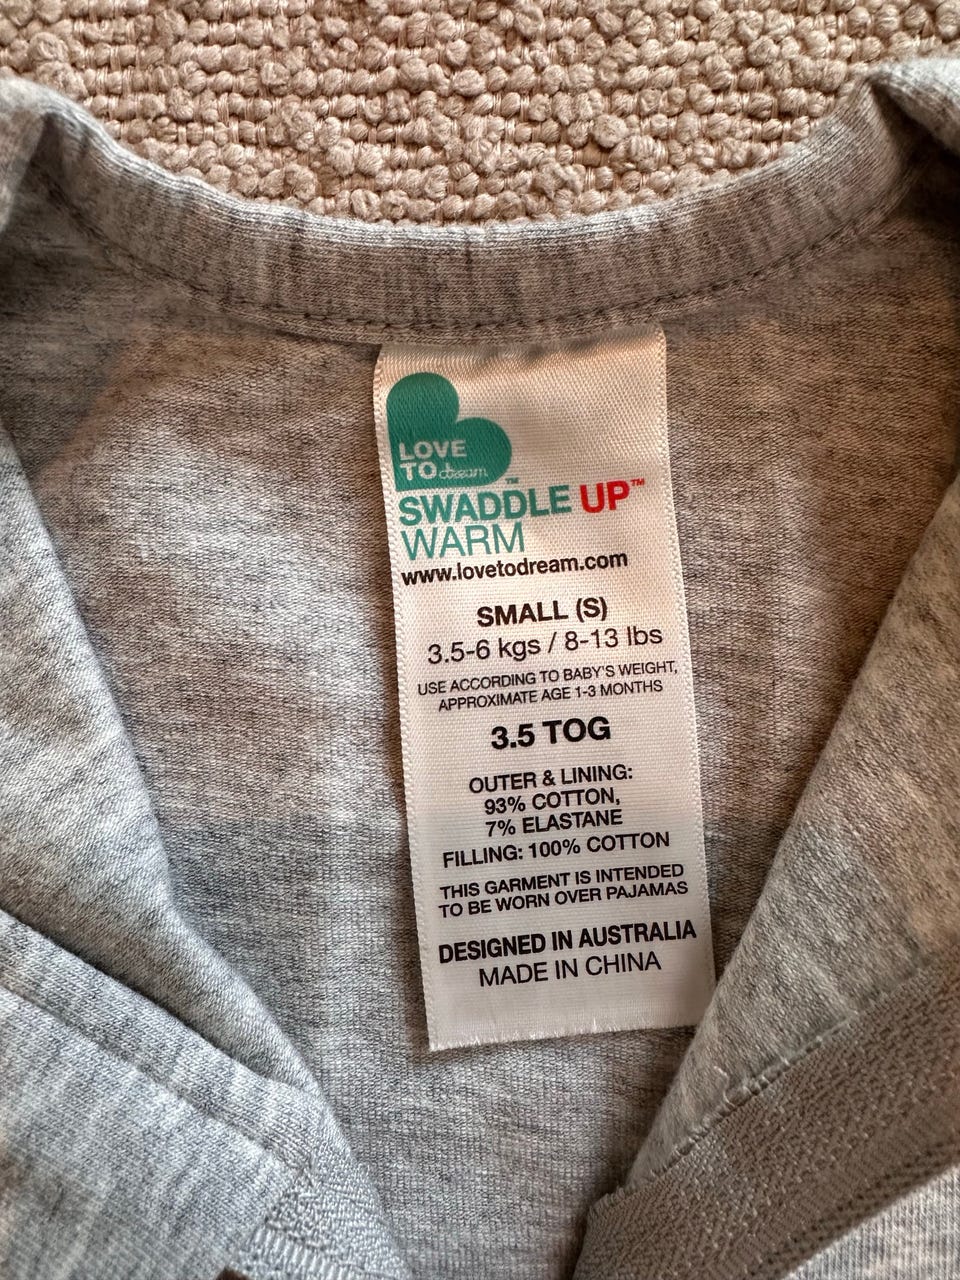 LOVE
TO dream™
SWADDLE UP™
WARM
www.lovetodream.com
SMALL (S)
3.5-6 kgs / 8-13 lbs
USE ACCORDING TO BABY'S WEIGHT,
APPROXIMATE AGE 1-3 MONTHS
3.5 TOG
OUTER & LINING:
93% COTTON,
7% ELASTANE
FILLING: 100% COTTON
THIS GARMENT IS INTENDED
TO BE WORN OVER PAJAMAS
DESIGNED IN AUSTRALIA
MADE IN CHINA